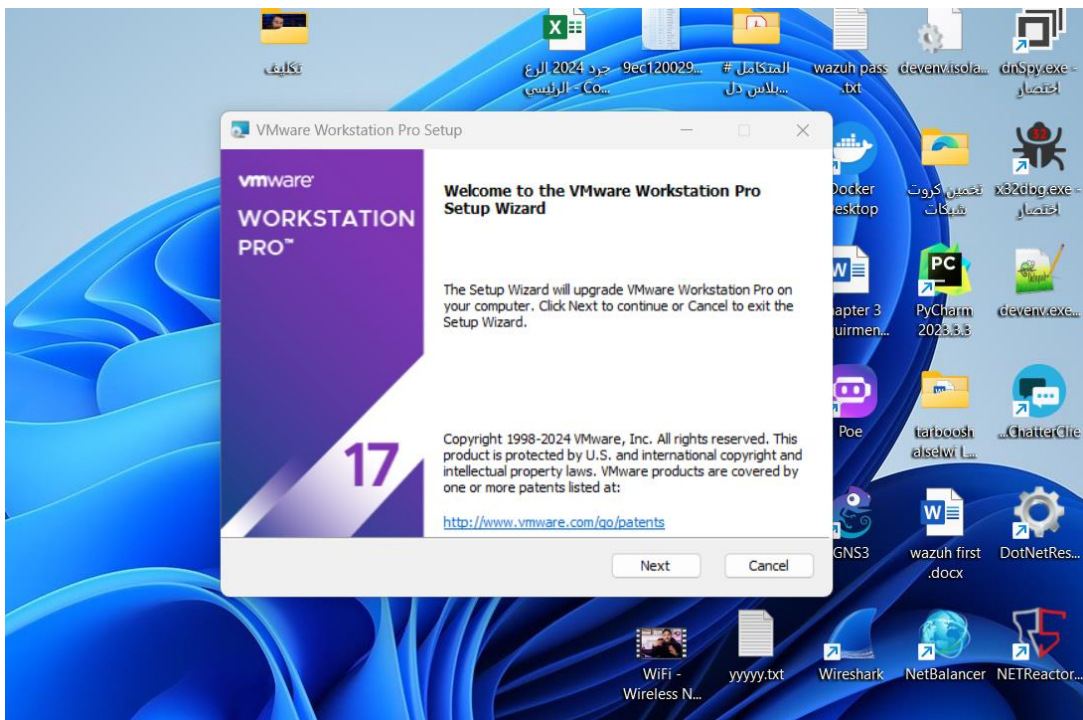 تكليف
جرد 2024 الرع
الرئيسي - Co...
9ec120029...
المتكامل #
بلاس دل...
wazuh pass
.txt
devenv.isola...
dnSpy.exe -
اختصار
VMware Workstation Pro Setup
vmware
WORKSTATION
PRO™
17
Welcome to the VMware Workstation Pro
Setup Wizard
The Setup Wizard will upgrade VMware Workstation Pro on
your computer. Click Next to continue or Cancel to exit the
Setup Wizard.
Copyright 1998-2024 VMware, Inc. All rights reserved. This
product is protected by U.S. and international copyright and
intellectual property laws. VMware products are covered by
one or more patents listed at:
http://www.vmware.com/go/patents
Next
Cancel
Docker
esktop
تخمين كروت
شبكات
32
x32dbg.exe -
اختصار
apter 3
uirmen...
PC
PyCharm
2023.3.3
devenv.exe...
Poe
tarboosh
alselwi L...
...ChatterClie
GNS3
wazuh first
.docx
DotNetRes...
WiFi -
Wireless N...
yyyyy.txt
Wireshark
NetBalancer
NETReactor...